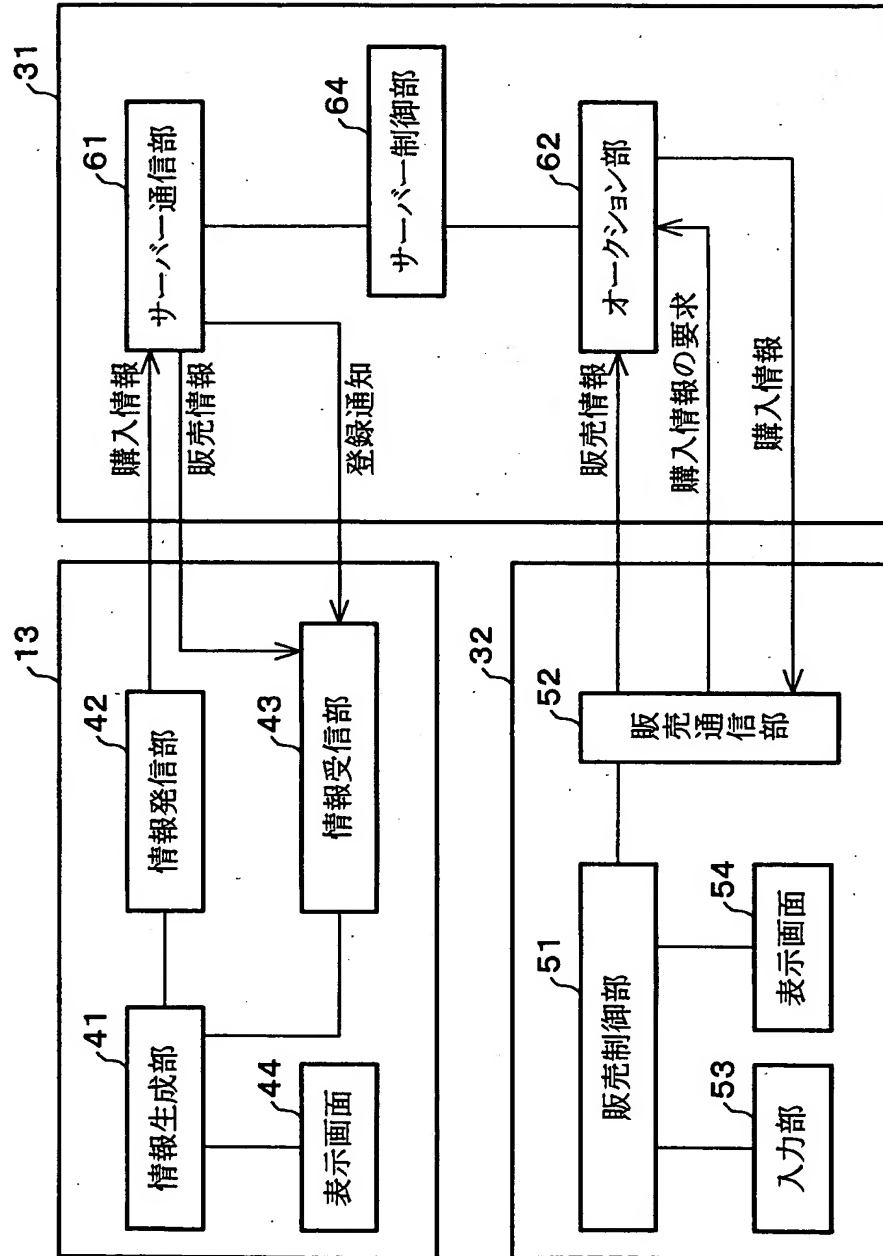 13
41
情報生成部
42
情報発信部
43
情報受信部
44
表示画面
購入情報
販売情報
登録通知
31
61
サーバー通信部
64
サーバー制御部
62
オークション部
32
51
販売制御部
52
販売通信部
53
入力部
54
表示画面
販売情報
購入情報の要求
購入情報